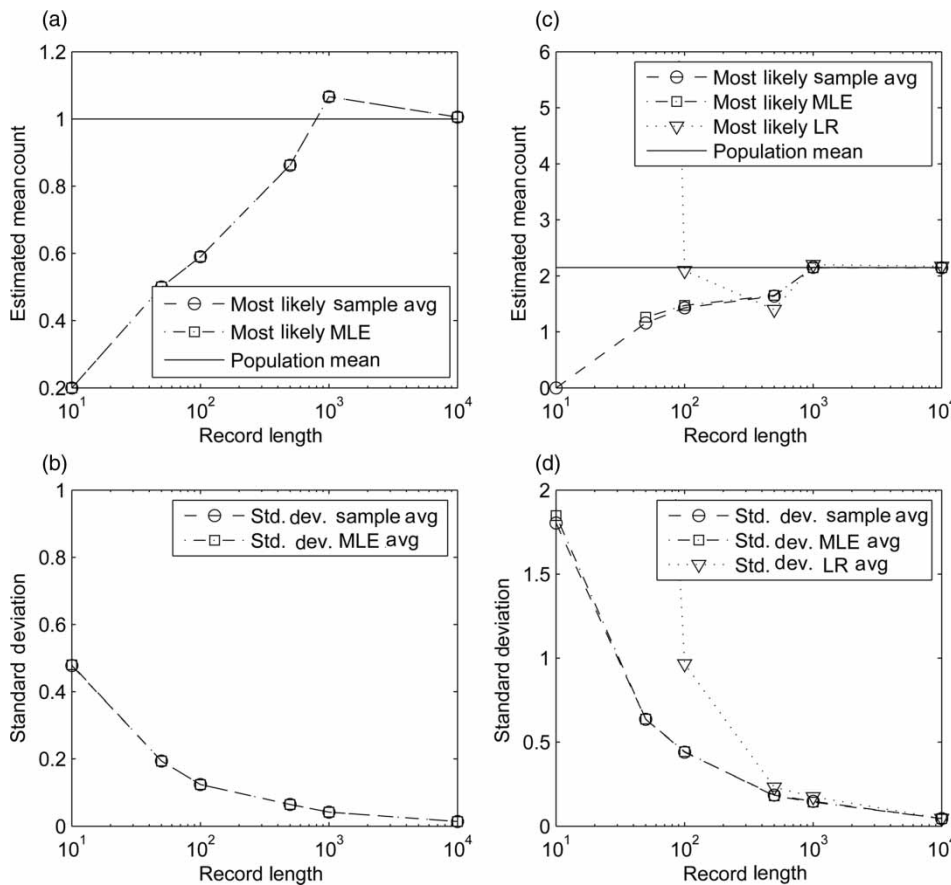 (a)
1.2
1
0.8
0.6
0.4
0.2
Estimated mean count
Most likely sample avg
Most likely MLE
Population mean
10^1
10^2
10^3
10^4
Record length
(c)
6
5
4
3
2
1
0
Estimated mean count
Most likely sample avg
Most likely MLE
Most likely LR
Population mean
10^1
10^2
10^3
10^4
Record length
(b)
1
0.8
0.6
0.4
0.2
0
Standard deviation
Std. dev. sample avg
Std. dev. MLE avg
10^1
10^2
10^3
10^4
Record length
(d)
2
1.5
1
0.5
0
Standard deviation
Std. dev. sample avg
Std. dev. MLE avg
Std. dev. LR avg
10^1
10^2
10^3
10^4
Record length